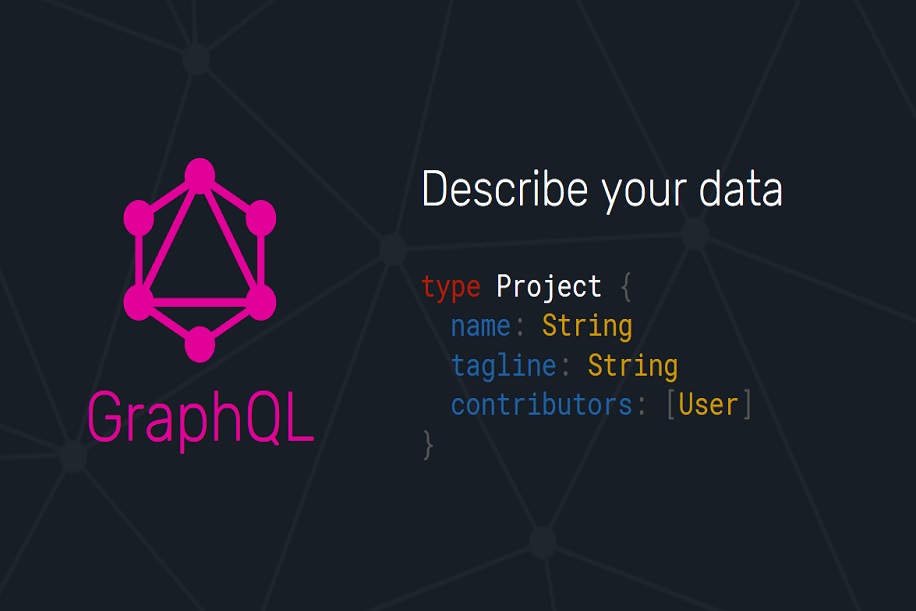 GraphQL
Describe your data
type Project {
  name: String
  tagline: String
  contributors: [User]
}